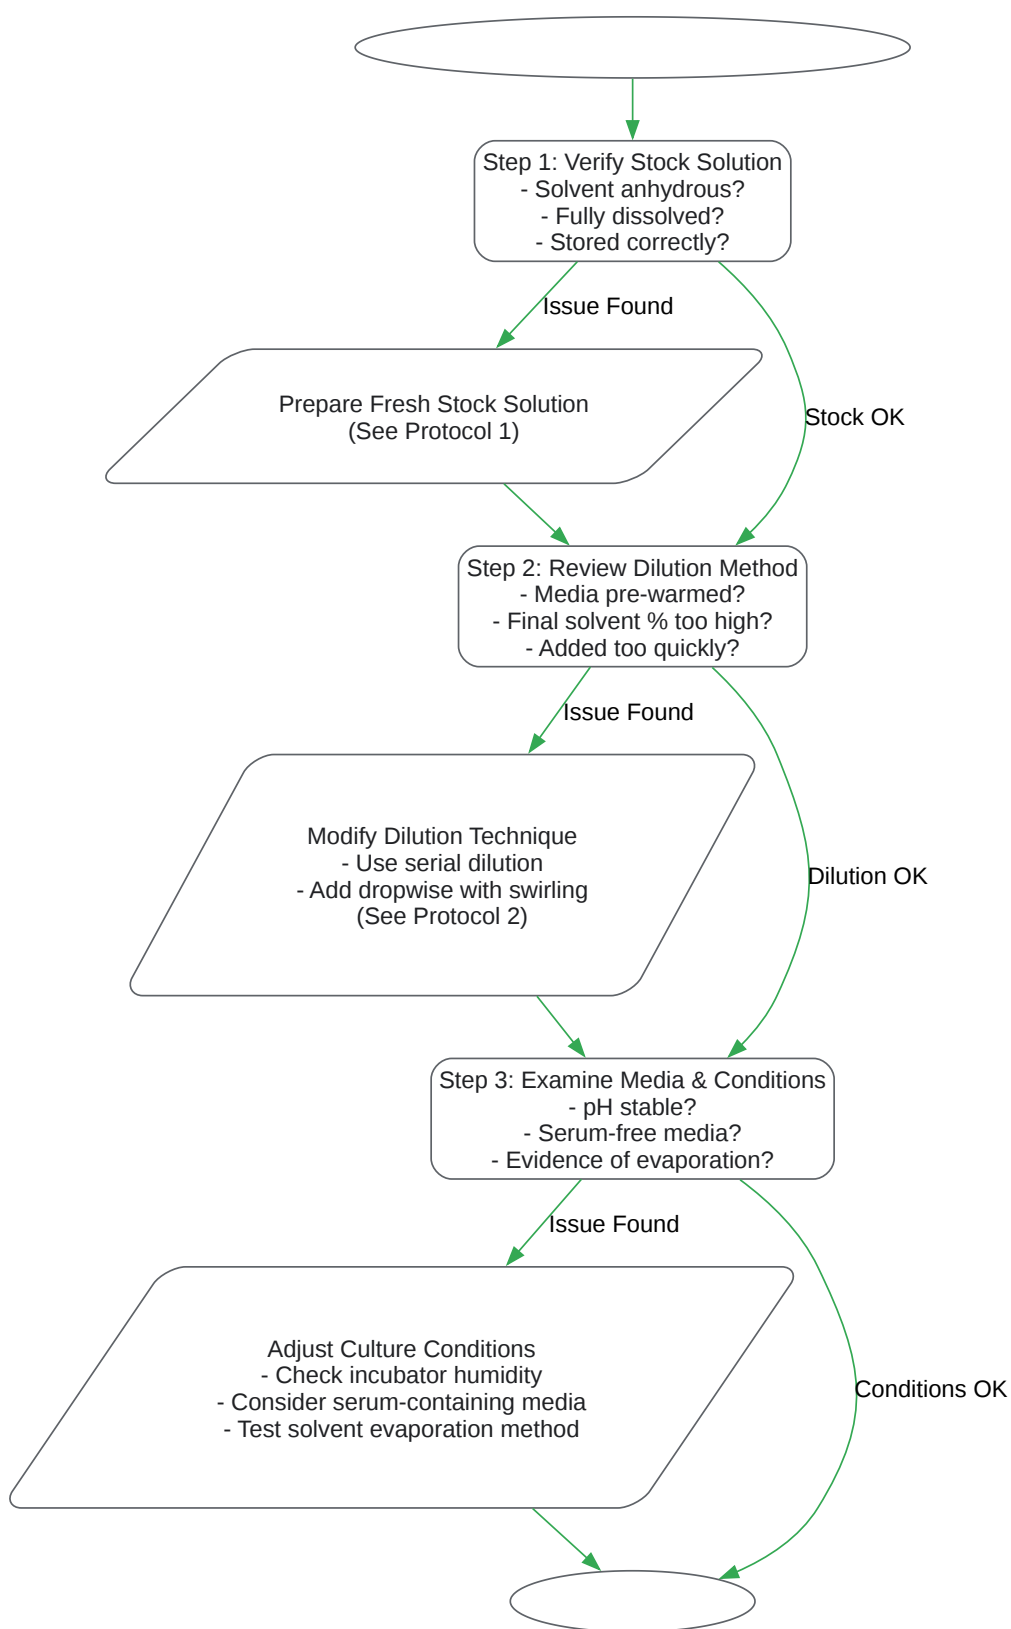 Step 1: Verify Stock Solution
- Solvent anhydrous?
- Fully dissolved?
- Stored correctly?
Issue Found
Prepare Fresh Stock Solution
(See Protocol 1)
Stock OK
Step 2: Review Dilution Method
- Media pre-warmed?
- Final solvent % too high?
- Added too quickly?
Issue Found
Modify Dilution Technique
- Use serial dilution
- Add dropwise with swirling
(See Protocol 2)
Dilution OK
Step 3: Examine Media & Conditions
- pH stable?
- Serum-free media?
- Evidence of evaporation?
Issue Found
Adjust Culture Conditions
- Check incubator humidity
- Consider serum-containing media
- Test solvent evaporation method
Conditions OK